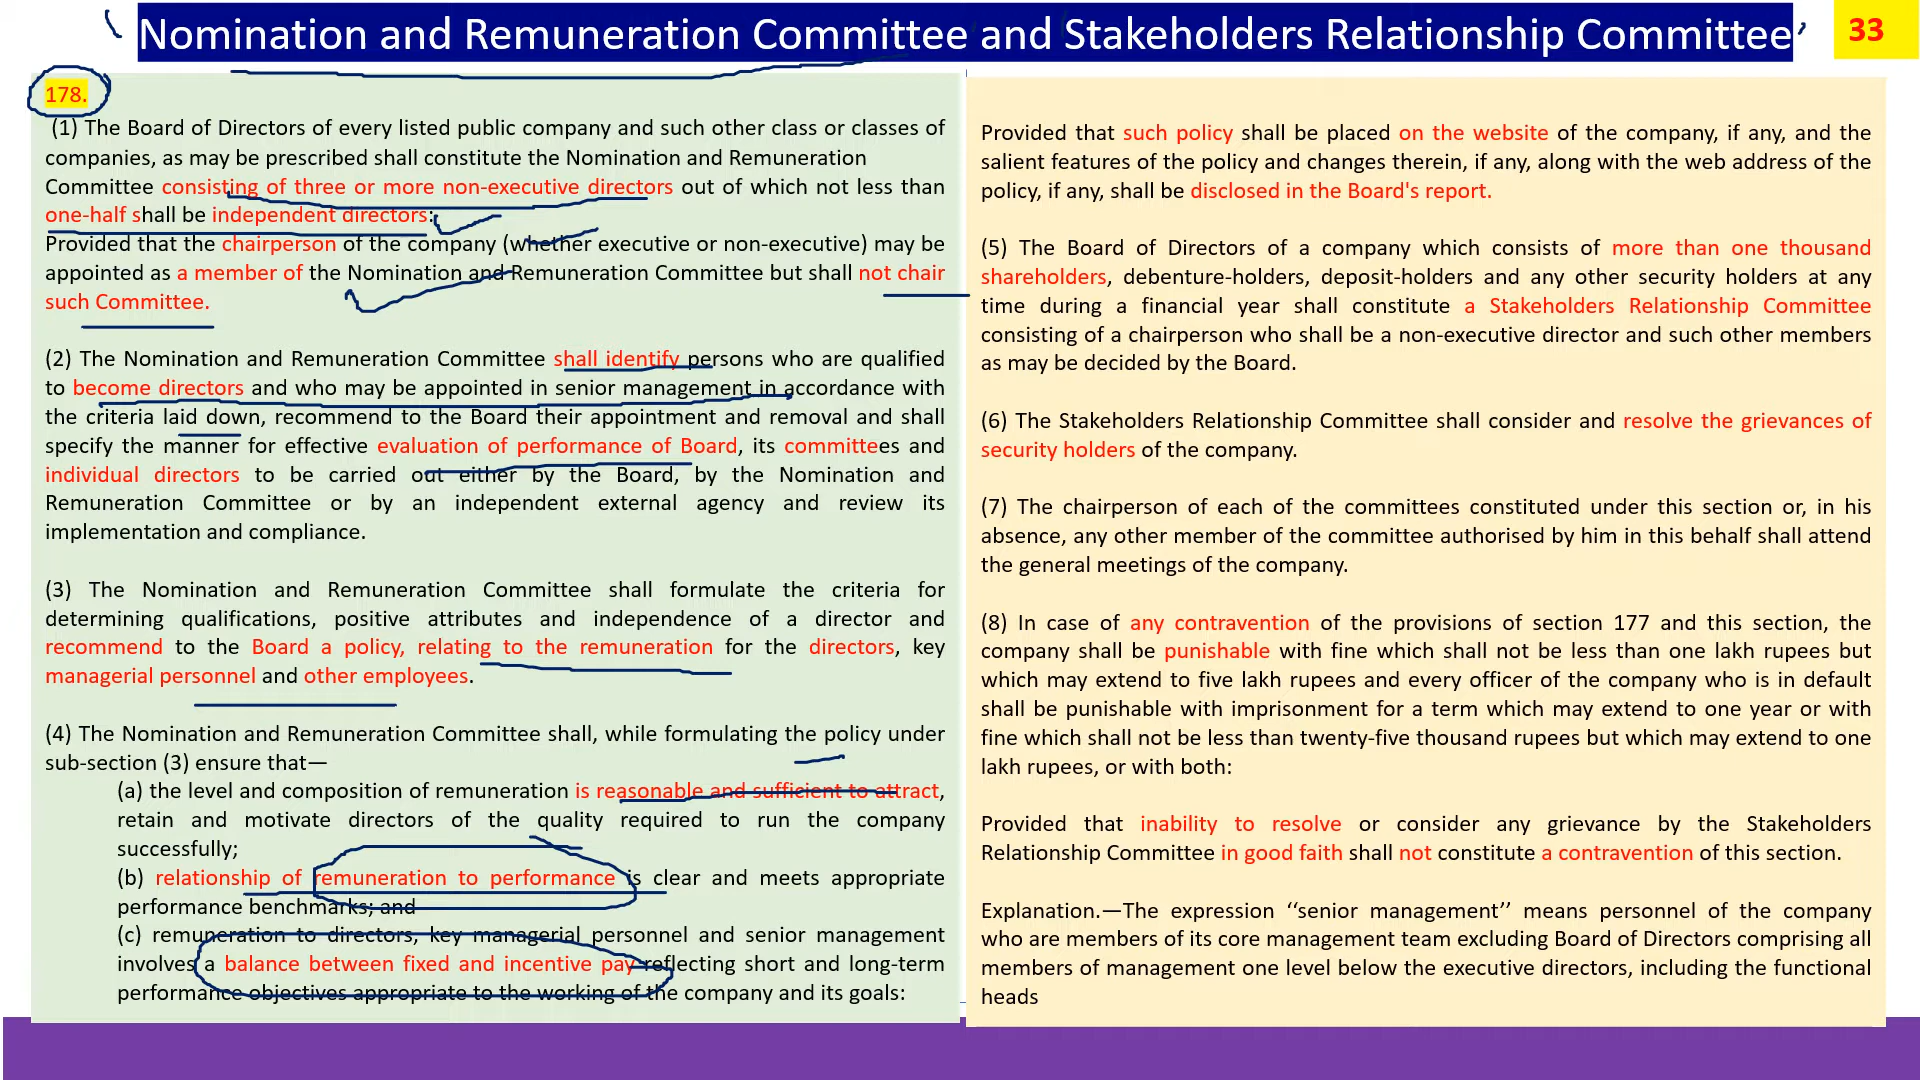 Nomination and Remuneration Committee and Stakeholders Relationship Committee
33
178.
(1) The Board of Directors of every listed public company and such other class or classes of
companies, as may be prescribed shall constitute the Nomination and Remuneration
Committee consisting of three or more non-executive directors out of which not less than
one-half shall be independent directors:
Provided that the chairperson of the company (whether executive or non-executive) may be
appointed as a member of the Nomination and Remuneration Committee but shall not chair
such Committee.
(2) The Nomination and Remuneration Committee shall identify persons who are qualified
to become directors and who may be appointed in senior management in accordance with
the criteria laid down, recommend to the Board their appointment and removal and shall
specify the manner for effective evaluation of performance of Board, its committees and
individual directors to be carried out either by the Board, by the Nomination and
Remuneration Committee or by an independent external agency and review its
implementation and compliance.
(3) The Nomination and Remuneration Committee shall formulate the criteria for
determining qualifications, positive attributes and independence of a director and
recommend to the Board a policy, relating to the remuneration for the directors, key
managerial personnel and other employees.
(4) The Nomination and Remuneration Committee shall, while formulating the policy under
sub-section (3) ensure that—
(a) the level and composition of remuneration is reasonable and sufficient to attract,
retain and motivate directors of the quality required to run the company
successfully;
(b) relationship of remuneration to performance is clear and meets appropriate
performance benchmarks; and
(c) remuneration to directors, key managerial personnel and senior management
involves a balance between fixed and incentive pay reflecting short and long-term
performance objectives appropriate to the working of the company and its goals:
Provided that such policy shall be placed on the website of the company, if any, and the
salient features of the policy and changes therein, if any, along with the web address of the
policy, if any, shall be disclosed in the Board's report.
(5) The Board of Directors of a company which consists of more than one thousand
shareholders, debenture-holders, deposit-holders and any other security holders at any
time during a financial year shall constitute a Stakeholders Relationship Committee
consisting of a chairperson who shall be a non-executive director and such other members
as may be decided by the Board.
(6) The Stakeholders Relationship Committee shall consider and resolve the grievances of
security holders of the company.
(7) The chairperson of each of the committees constituted under this section or, in his
absence, any other member of the committee authorised by him in this behalf shall attend
the general meetings of the company.
(8) In case of any contravention of the provisions of section 177 and this section, the
company shall be punishable with fine which shall not be less than one lakh rupees but
which may extend to five lakh rupees and every officer of the company who is in default
shall be punishable with imprisonment for a term which may extend to one year or with
fine which shall not be less than twenty-five thousand rupees but which may extend to one
lakh rupees, or with both:
Provided that inability to resolve or consider any grievance by the Stakeholders
Relationship Committee in good faith shall not constitute a contravention of this section.
Explanation.—The expression ‘‘senior management’’ means personnel of the company
who are members of its core management team excluding Board of Directors comprising all
members of management one level below the executive directors, including the functional
heads